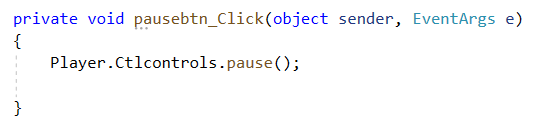 private void pausebtn_Click(object sender, EventArgs e)
{
Player.Ctlcontrols.pause();
}